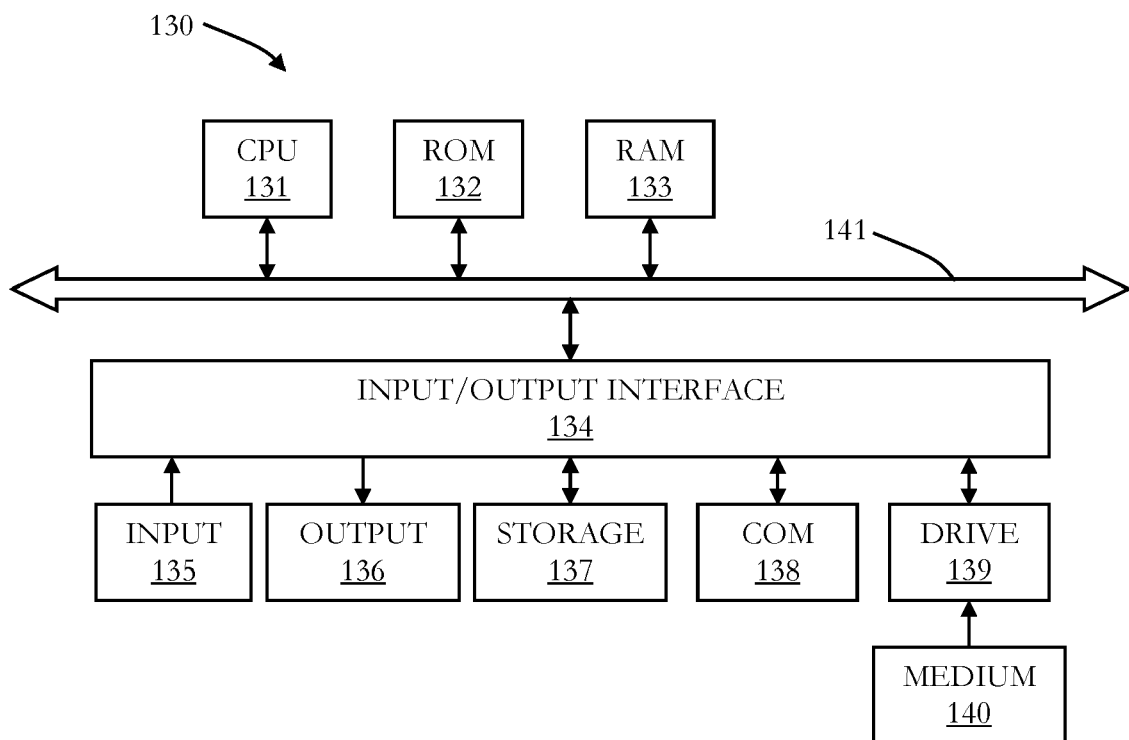 130
CPU
131
ROM
132
RAM
133
141
INPUT/OUTPUT INTERFACE
134
INPUT
135
OUTPUT
136
STORAGE
137
COM
138
DRIVE
139
MEDIUM
140